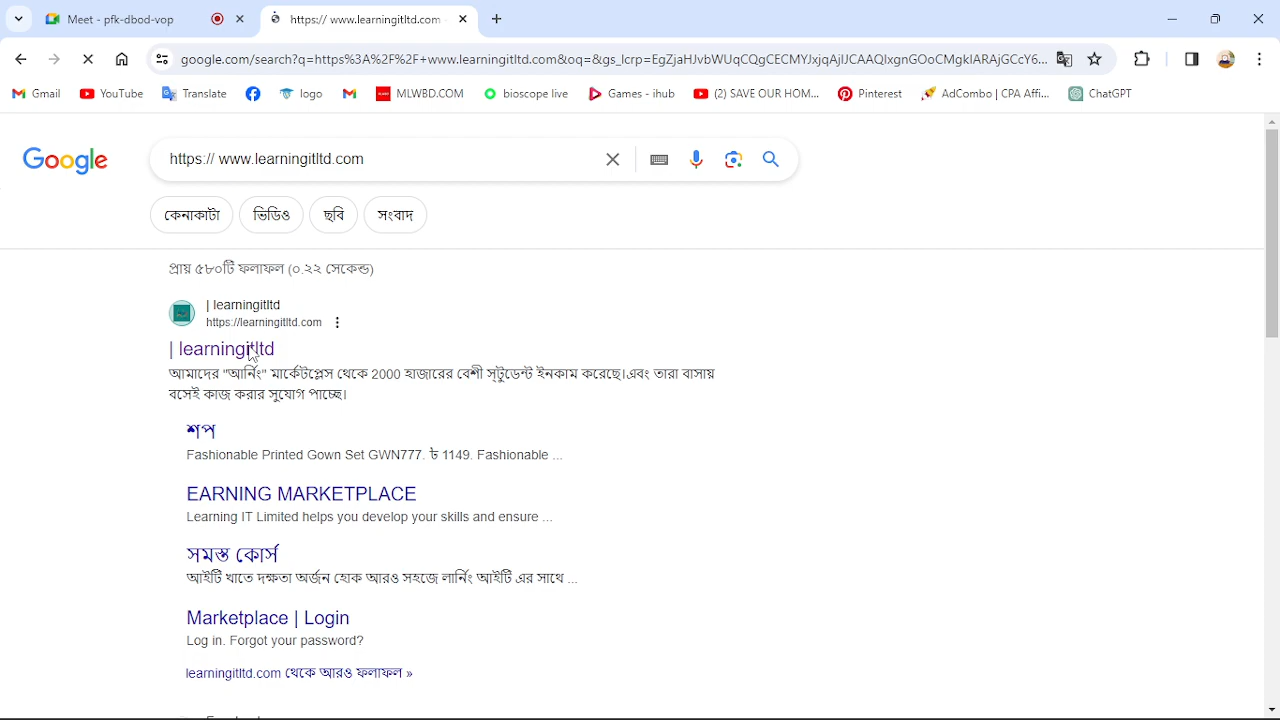 Meet - pfk-dbod-vop
https:// www.learningitltd.com -
google.com/search?q=https%3A%2F%2F+www.learningitltd.com&oq=&gs_lcrp=EgZjaHJvbWUqCQgCECMYJxjqAjIJCAAQIxgnGOoCMgkIARAjGCcY6...
Gmail YouTube Translate logo MLWBD.COM bioscope live Games - ihub (2) SAVE OUR HOM... Pinterest AdCombo | CPA Affi... ChatGPT
Google
https:// www.learningitltd.com
কেনাকাটা ভিডিও ছবি সংবাদ
প্রায় ৫৮০টি ফলাফল (০.২২ সেকেন্ড)
| learningitltd
https://learningitltd.com
| learningitltd
আমাদের "আর্নিং" মার্কেটপ্লেস থেকে 2000 হাজারের বেশী স্টুডেন্ট ইনকাম করেছে।এবং তারা বাসায়
বসেই কাজ করার সুযোগ পাচ্ছে।
শপ
Fashionable Printed Gown Set GWN777. ৳ 1149. Fashionable ...
EARNING MARKETPLACE
Learning IT Limited helps you develop your skills and ensure ...
সমস্ত কোর্স
আইটি খাতে দক্ষতা অর্জন হোক আরও সহজে লার্নিং আইটি এর সাথে ...
Marketplace | Login
Log in. Forgot your password?
learningitltd.com থেকে আরও ফলাফল »